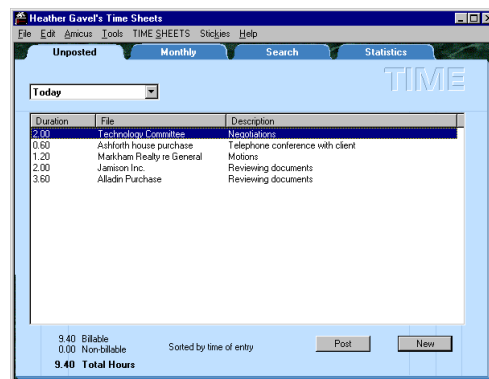 Heather Gavel's Time Sheets
File Edit Amicus Tools TIME SHEETS Stickies Help
Unposted Monthly Search Statistics
TIME
Today
Duration File Description
2.00 Technology Committee Negotiations
0.60 Ashforth house purchase Telephone conference with client
1.20 Markham Realty re General Motions
2.00 Jamison Inc. Reviewing documents
3.60 Alladin Purchase Reviewing documents
9.40 Billable
0.00 Non-billable Sorted by time of entry Post New
9.40 Total Hours